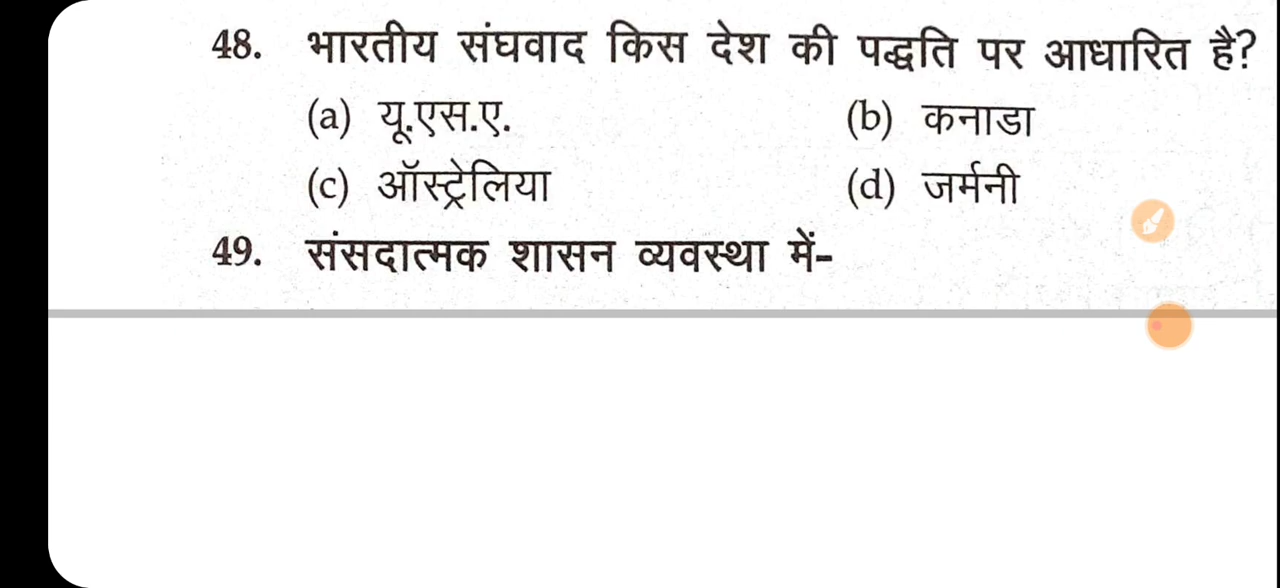 48. भारतीय संघवाद किस देश की पद्धति पर आधारित है?
(a) यू.एस.ए. (b) कनाडा
(c) ऑस्ट्रेलिया (d) जर्मनी
49. संसदात्मक शासन व्यवस्था में-